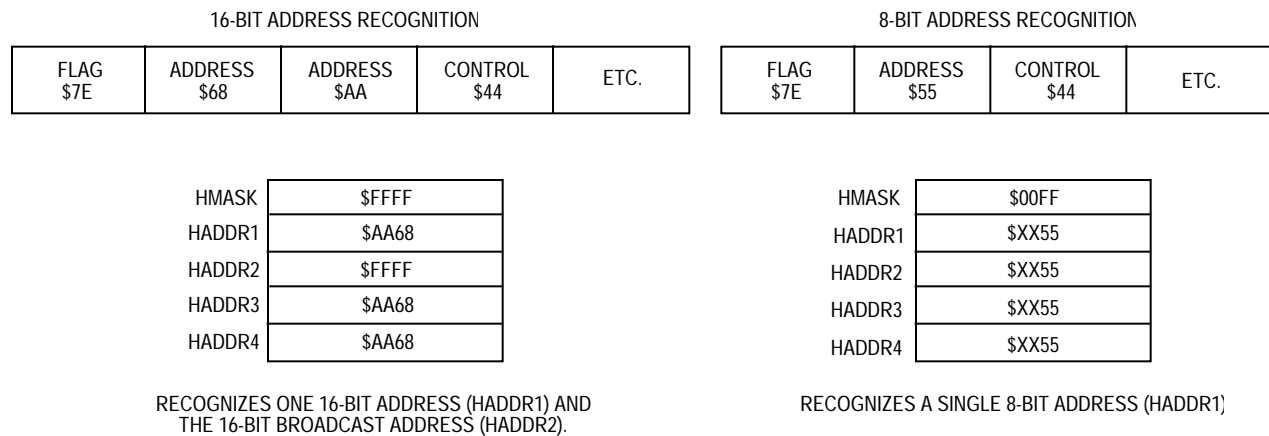 16-BIT ADDRESS RECOGNITION
FLAG ADDRESS ADDRESS CONTROL ETC.
$7E $68 $AA $44
HMASK $FFFF
HADDR1 $AA68
HADDR2 $FFFF
HADDR3 $AA68
HADDR4 $AA68
RECOGNIZES ONE 16-BIT ADDRESS (HADDR1) AND
THE 16-BIT BROADCAST ADDRESS (HADDR2).
8-BIT ADDRESS RECOGNITION
FLAG ADDRESS CONTROL ETC.
$7E $55 $44
HMASK $00FF
HADDR1 $XX55
HADDR2 $XX55
HADDR3 $XX55
HADDR4 $XX55
RECOGNIZES A SINGLE 8-BIT ADDRESS (HADDR1)